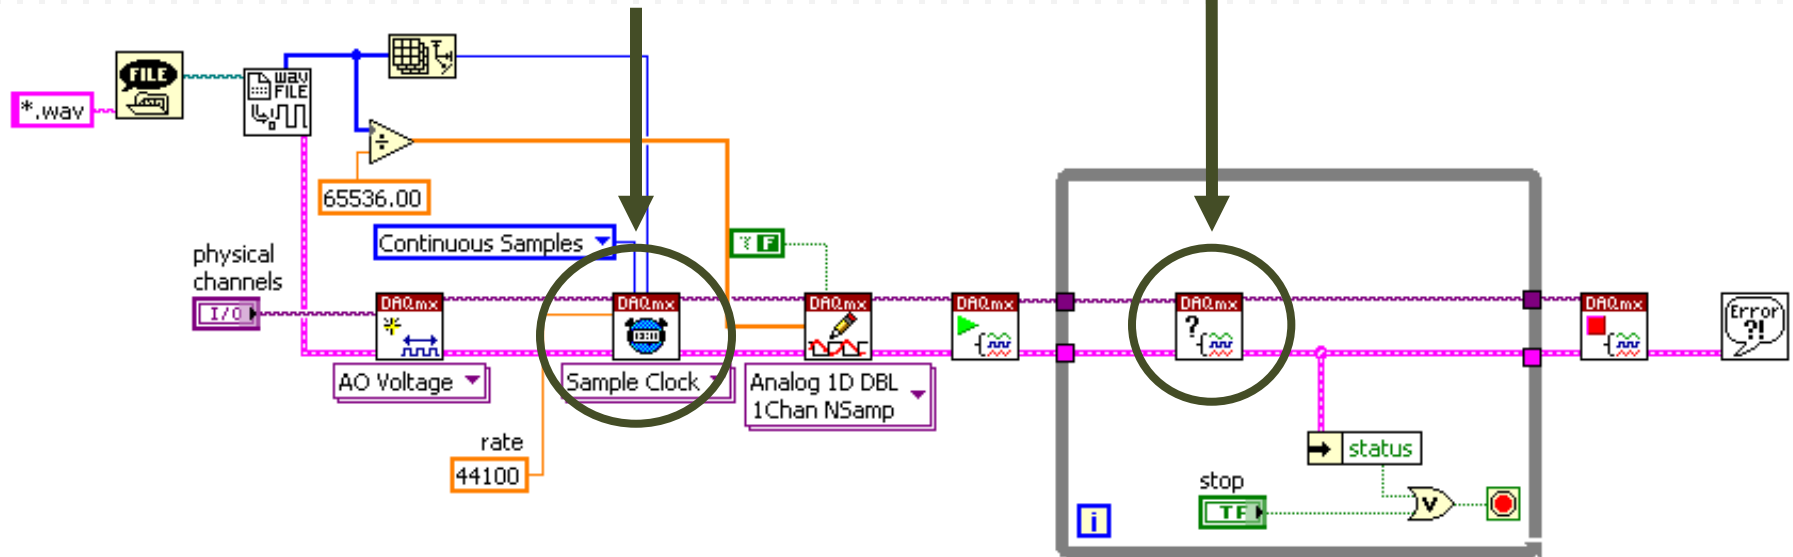 FILE
*.wav
wav
FILE
÷
65536.00
Continuous Samples
F
physical
channels
I/O
DAQmx
DAQmx
DAQmx
DAQmx
DAQmx
?
DAQmx
Error
?!
AO Voltage
Sample Clock
Analog 1D DBL
1Chan NSamp
rate
44100
status
stop
TF
V
i